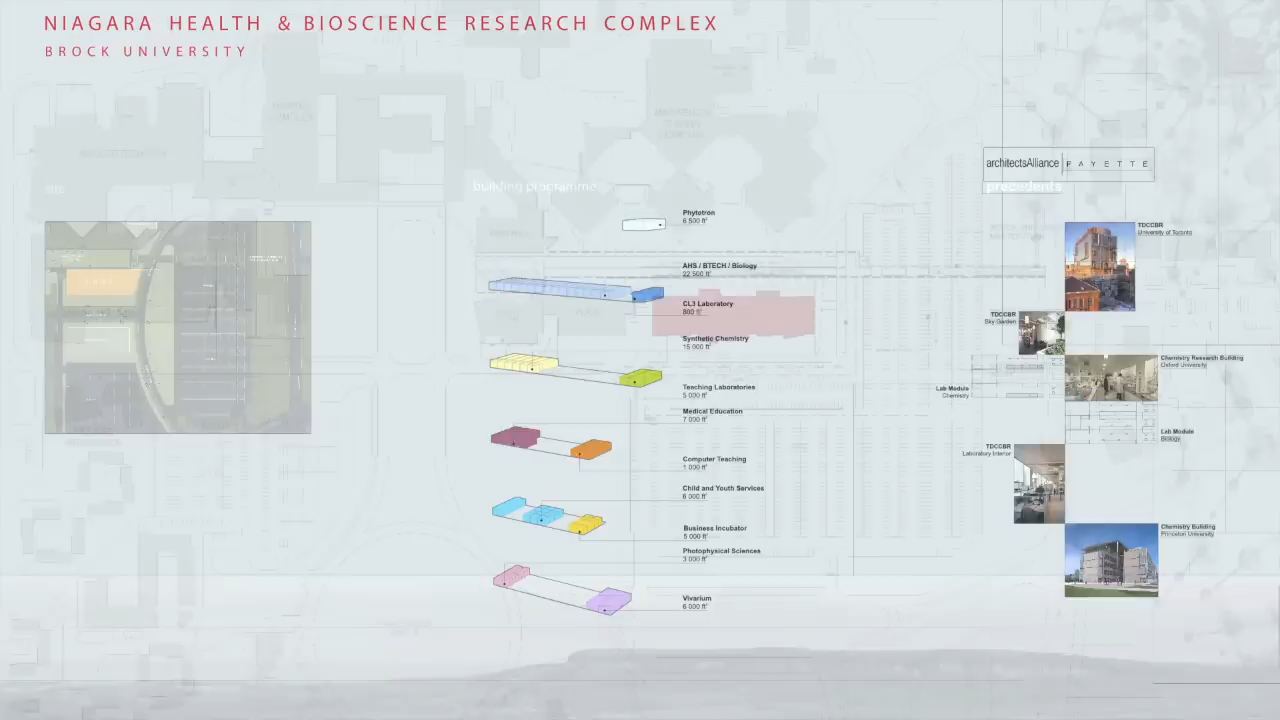 NIAGARA HEALTH & BIOSCIENCE RESEARCH COMPLEX
BROCK UNIVERSITY
site
building programme
architectsAlliance PAYETTE
precedents
Phytotron
6 500 ft²
AHS / BTECH / Biology
22 500 ft²
CL3 Laboratory
800 ft²
Synthetic Chemistry
15 000 ft²
Teaching Laboratories
5 000 ft²
Medical Education
7 000 ft²
Computer Teaching
1 000 ft²
Child and Youth Services
6 000 ft²
Business Incubator
5 000 ft²
Photophysical Sciences
3 000 ft²
Vivarium
6 000 ft²
TDCCBR
University of Toronto
TDCCBR
Sky Garden
Chemistry Research Building
Oxford University
Lab Module
Chemistry
Lab Module
Biology
TDCCBR
Laboratory Interior
Chemistry Building
Princeton University